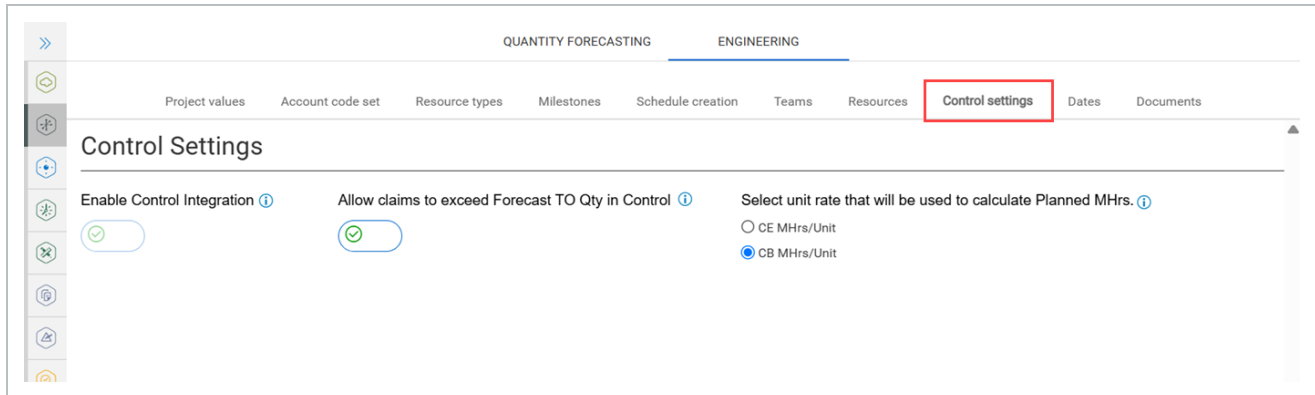 QUANTITY FORECASTING ENGINEERING
Project values Account code set Resource types Milestones Schedule creation Teams Resources Control settings Dates Documents
Control Settings
Enable Control Integration Allow claims to exceed Forecast TO Qty in Control Select unit rate that will be used to calculate Planned MHrs.
CE MHrs/Unit
CB MHrs/Unit